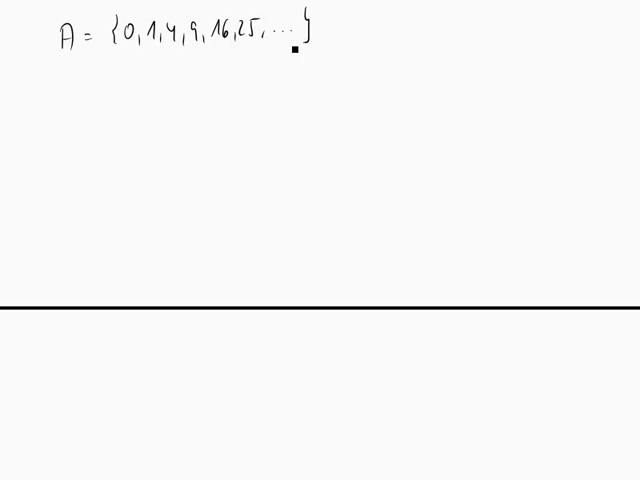 A = {0,1,4,9,16,25,...}